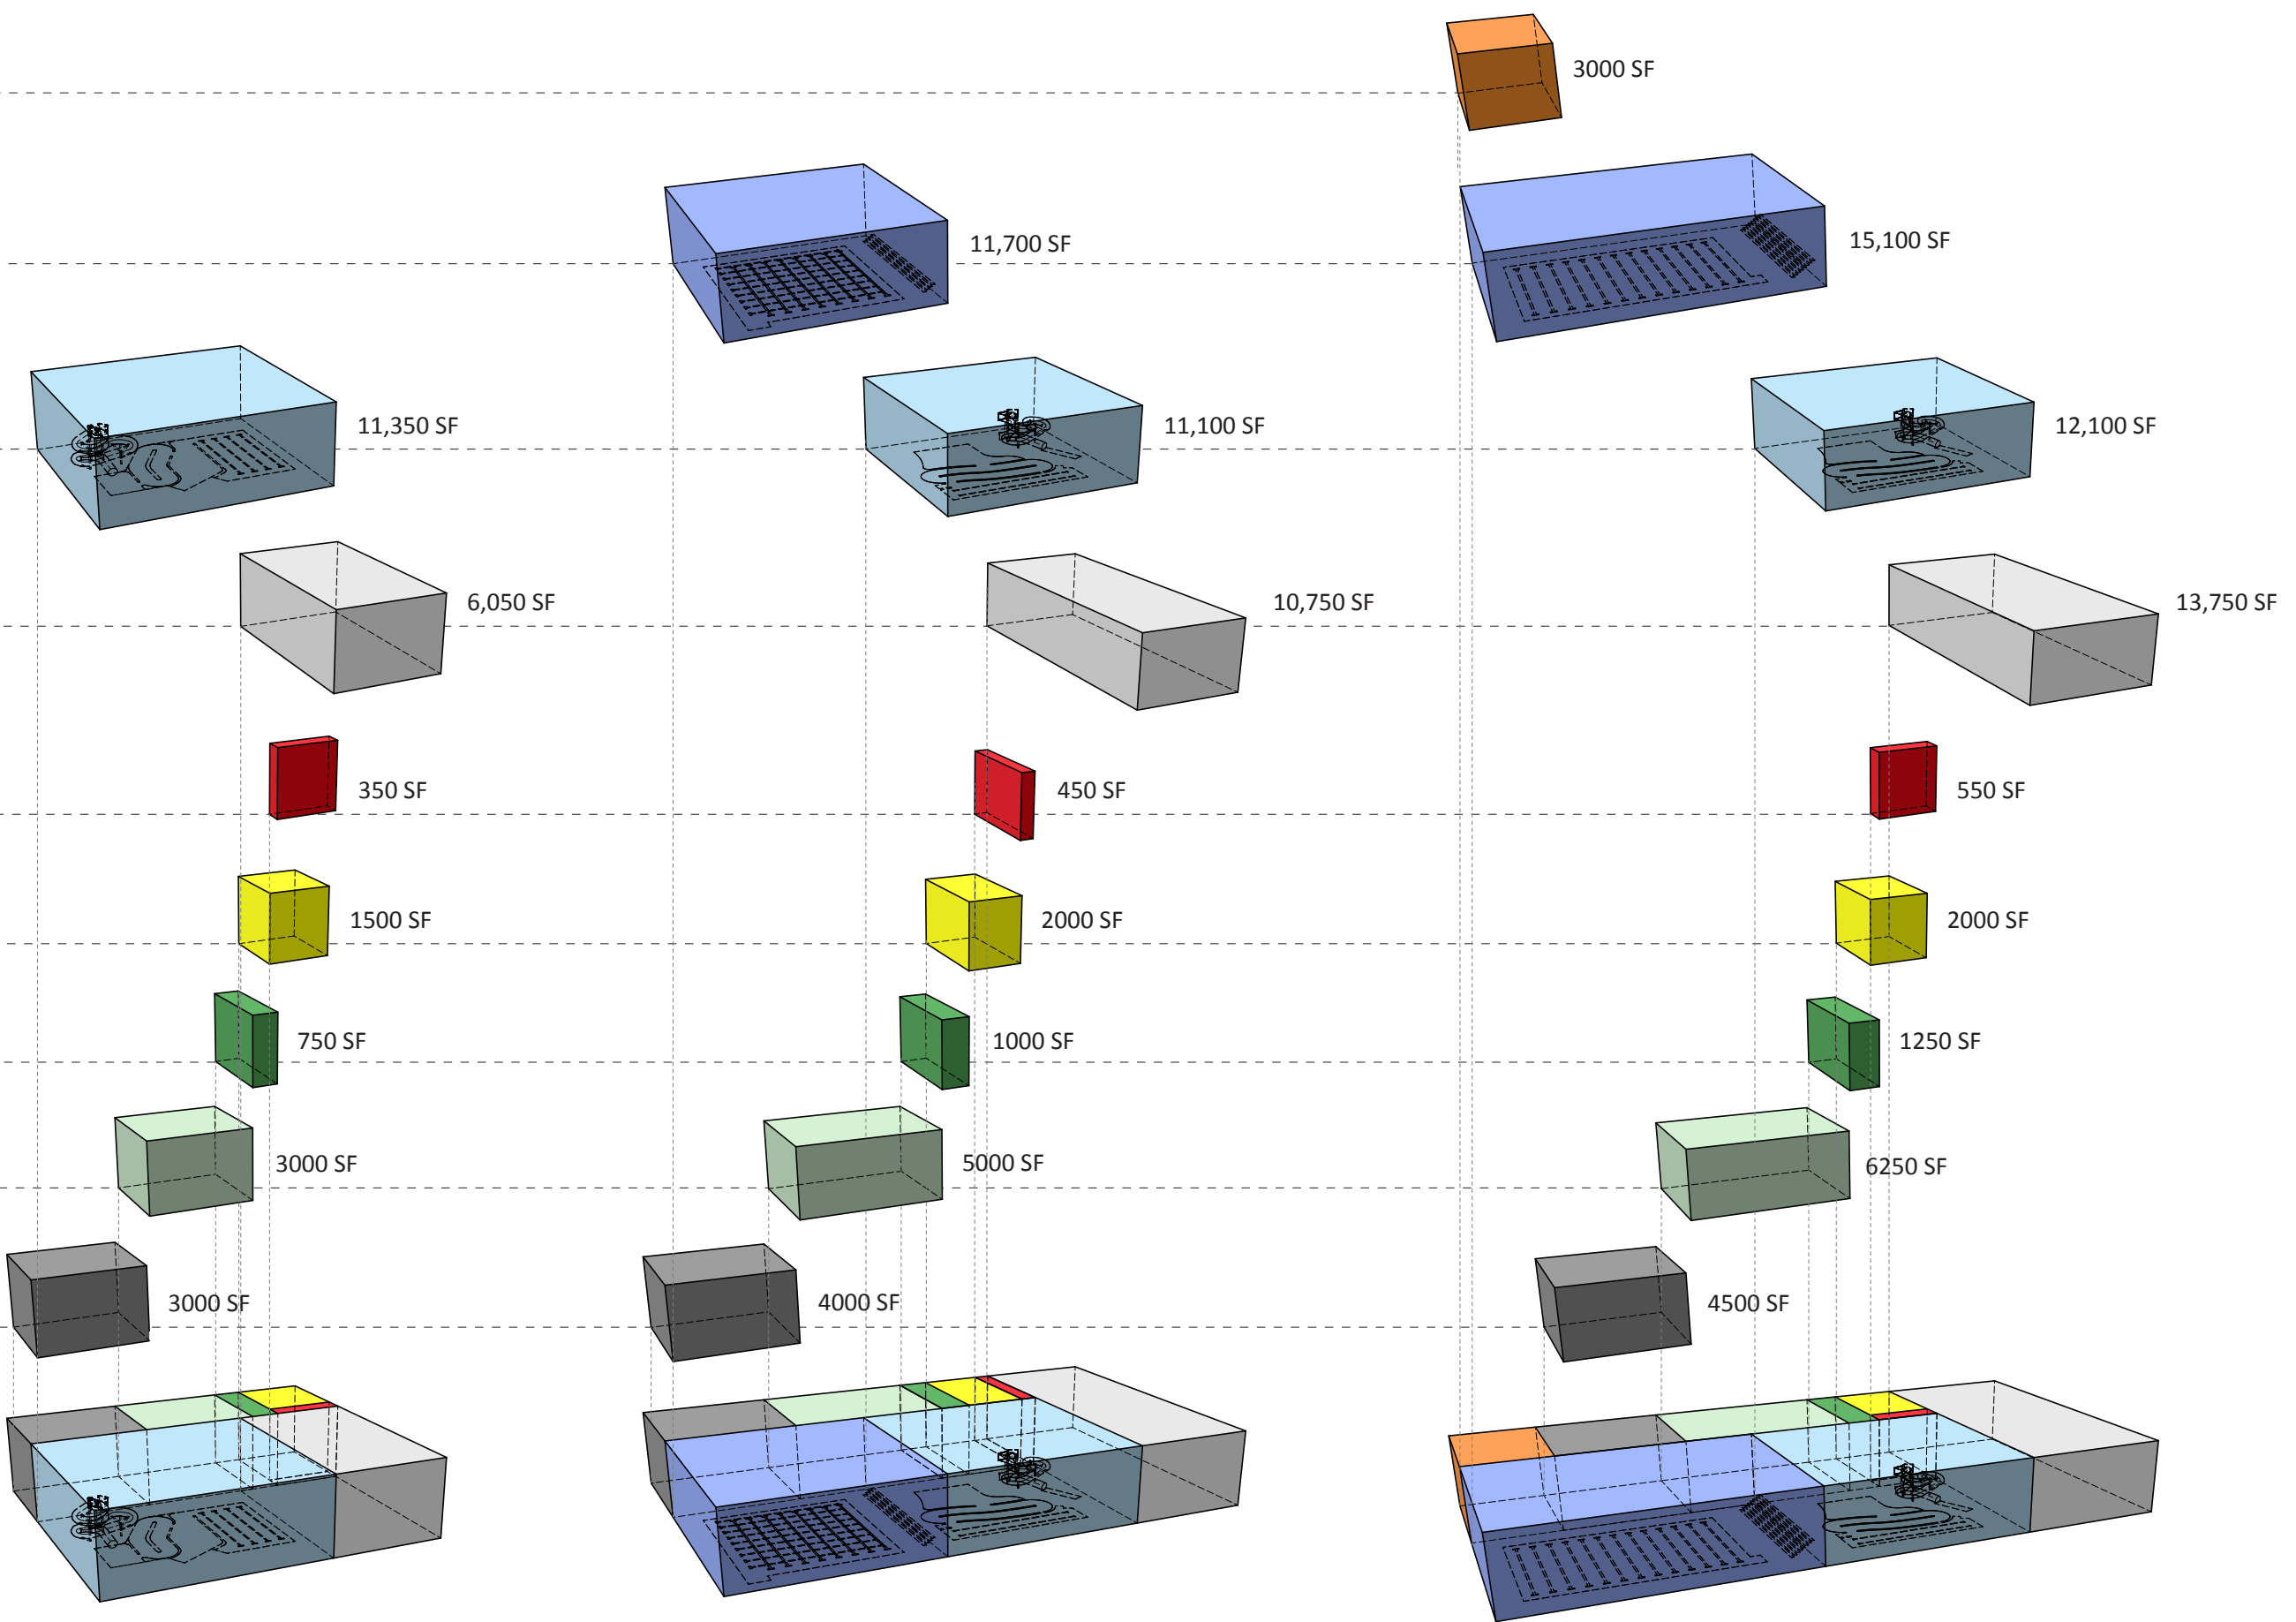 3000 SF
11,700 SF
15,100 SF
11,350 SF
11,100 SF
12,100 SF
6,050 SF
10,750 SF
13,750 SF
350 SF
450 SF
550 SF
1500 SF
2000 SF
2000 SF
750 SF
1000 SF
1250 SF
3000 SF
5000 SF
6250 SF
3000 SF
4000 SF
4500 SF